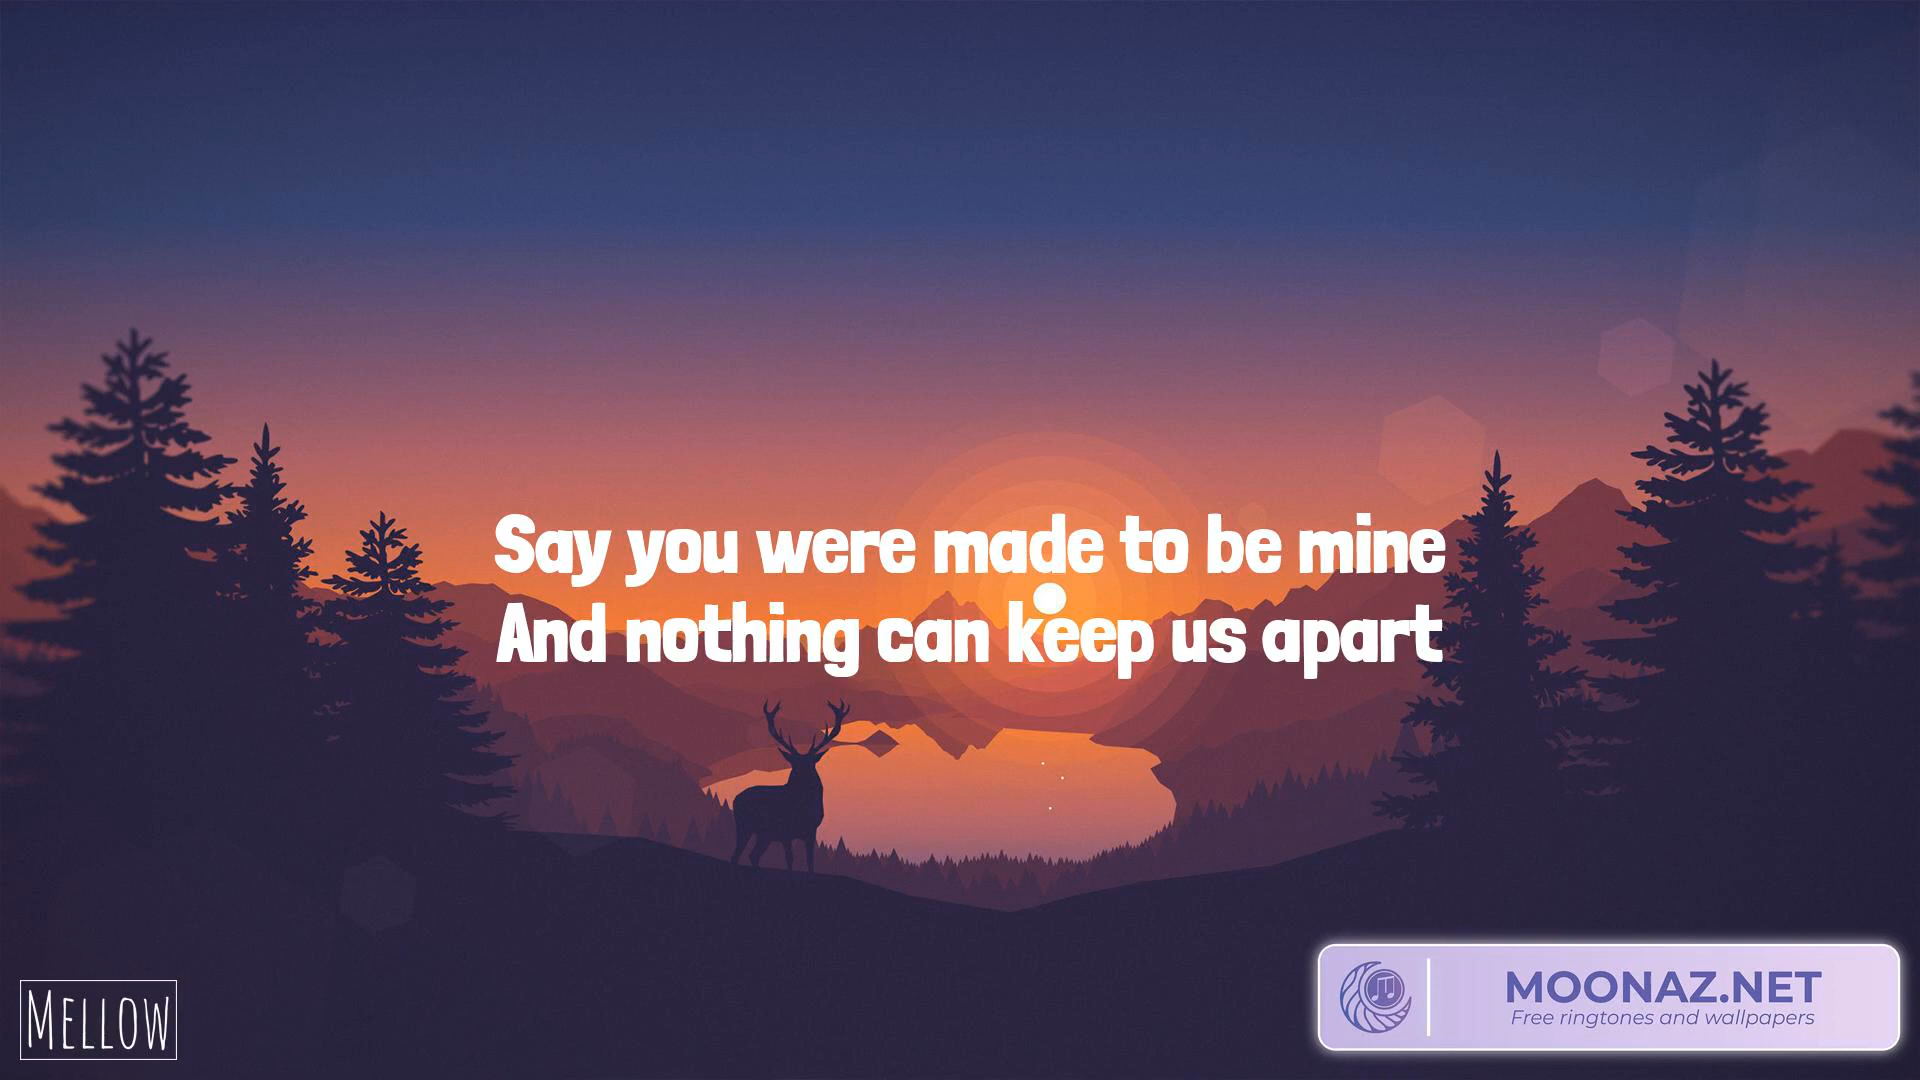 Say you were made to be mine
And nothing can keep us apart
MELLOW
MOONAZ.NET
Free ringtones and wallpapers